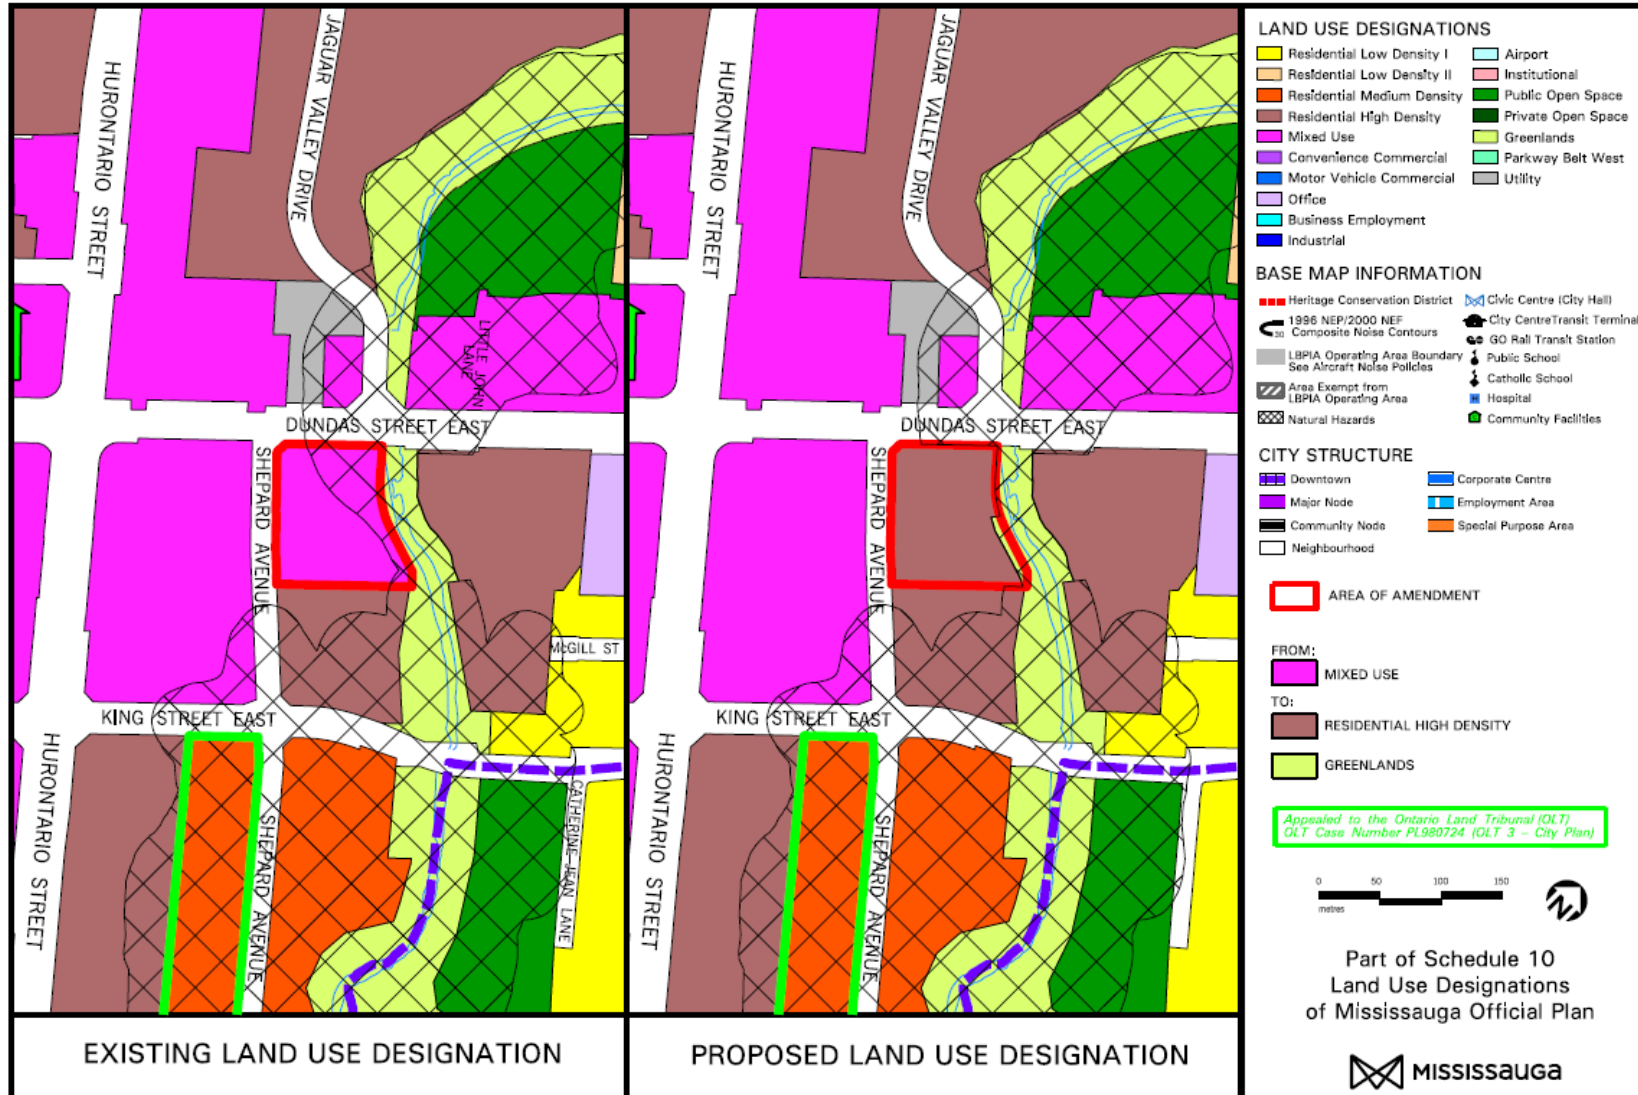 HURONTARIO STREET
JAGUAR VALLEY DRIVE
LITTLE JOHN
LANE
DUNDAS STREET EAST
SHEPARD AVENUE
McGILL ST
KING STREET EAST
HURONTARIO STREET
SHEPARD AVENUE
CATHERINE JEAN LANE
EXISTING LAND USE DESIGNATION
HURONTARIO STREET
JAGUAR VALLEY DRIVE
DUNDAS STREET EAST
SHEPARD AVENUE
KING STREET EAST
HURONTARIO STREET
SHEPARD AVENUE
PROPOSED LAND USE DESIGNATION
LAND USE DESIGNATIONS
Residential Low Density I
Residential Low Density II
Residential Medium Density
Residential High Density
Mixed Use
Convenience Commercial
Motor Vehicle Commercial
Office
Business Employment
Industrial
Airport
Institutional
Public Open Space
Private Open Space
Greenlands
Parkway Belt West
Utility
BASE MAP INFORMATION
Heritage Conservation District
1996 NEP/2000 NEF
Composite Noise Contours
30
LBPIA Operating Area Boundary
See Aircraft Noise Policies
Area Exempt from
LBPIA Operating Area
Natural Hazards
Civic Centre (City Hall)
City CentreTransit Terminal
GO Rail Transit Station
Public School
Catholic School
H
Hospital
Community Facilities
CITY STRUCTURE
Downtown
Major Node
Community Node
Neighbourhood
Corporate Centre
Employment Area
Special Purpose Area
AREA OF AMENDMENT
FROM:
MIXED USE
TO:
RESIDENTIAL HIGH DENSITY
GREENLANDS
Appealed to the Ontario Land Tribunal (OLT)
OLT Case Number PL980724 (OLT 3 – City Plan)
0 50 100 150
metres
N
Part of Schedule 10
Land Use Designations
of Mississauga Official Plan
MISSISSAUGA